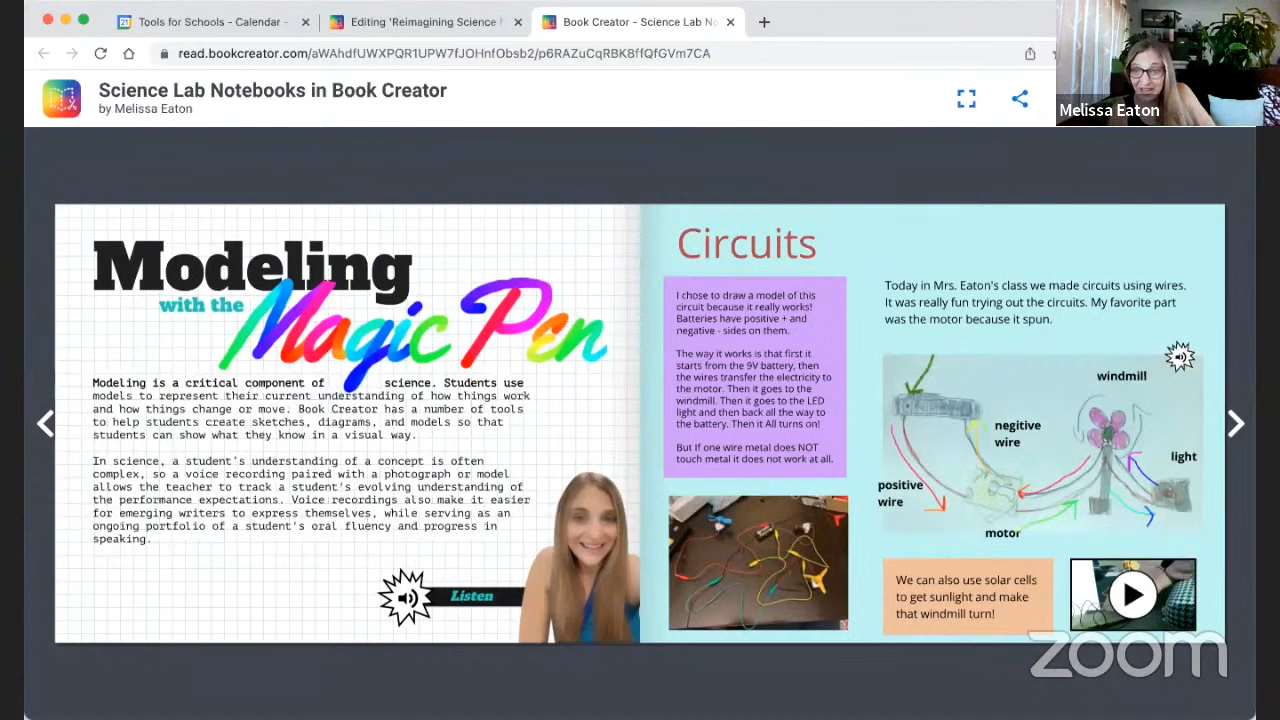 Tools for Schools - Calendar -
Editing 'Reimagining Science N
Book Creator - Science Lab No
read.bookcreator.com/aWAhdfUWXPQR1UPW7fJOHnfObsb2/p6RAZuCqRBK8ffQfGVm7CA
Science Lab Notebooks in Book Creator
by Melissa Eaton
Melissa Eaton
Modeling
with the
Magic Pen
Modeling is a critical component of science. Students use
models to represent their current understanding of how things work
and how things change or move. Book Creator has a number of tools
to help students create sketches, diagrams, and models so that
students can show what they know in a visual way.
In science, a student's understanding of a concept is often
complex, so a voice recording paired with a photograph or model
allows the teacher to track a student's evolving understanding of
the performance expectations. Voice recordings also make it easier
for emerging writers to express themselves, while serving as an
ongoing portfolio of a student's oral fluency and progress in
speaking.
Listen
Circuits
I chose to draw a model of this
circuit because it really works!
Batteries have positive + and
negative - sides on them.
The way it works is that first it
starts from the 9V battery, then
the wires transfer the electricity to
the motor. Then it goes to the
windmill. Then it goes to the LED
light and then back all the way to
the battery. Then it All turns on!
But If one wire metal does NOT
touch metal it does not work at all.
Today in Mrs. Eaton's class we made circuits using wires.
It was really fun trying out the circuits. My favorite part
was the motor because it spun.
windmill
negitive
wire
light
positive
wire
motor
We can also use solar cells
to get sunlight and make
that windmill turn!
zoom